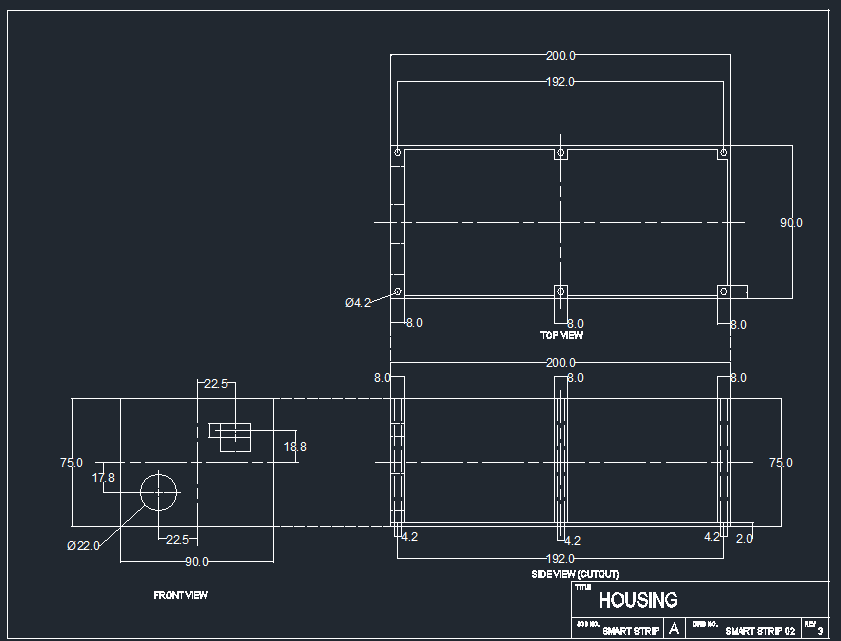 200.0
192.0
90.0
Ø4.2
8.0
8.0
8.0
TOP VIEW
200.0
8.0
8.0
8.0
22.5
18.8
75.0
17.8
75.0
22.5
Ø22.0
90.0
4.2
4.2
4.2
2.0
192.0
SIDE VIEW (CUTOUT)
FRONT VIEW
TITLE
HOUSING
JOB NO.
SMART STRIP
A
DWG NO.
SMART STRIP 02
REV
3